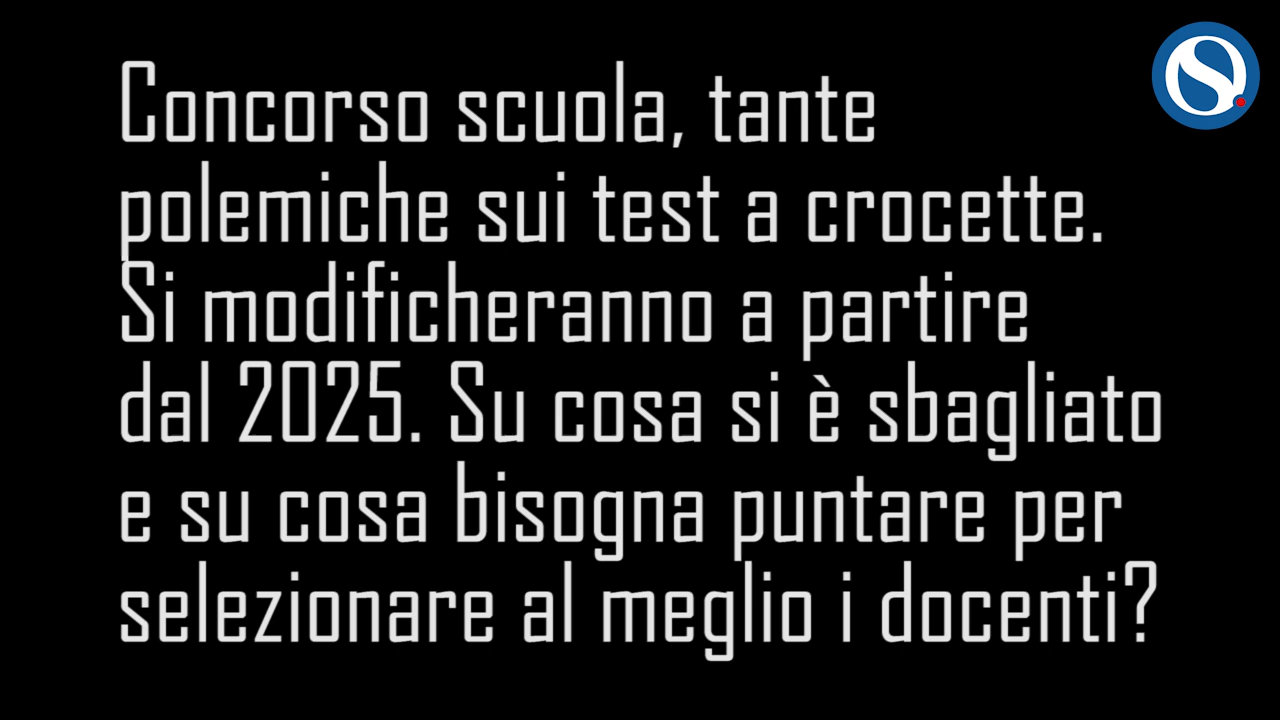 Concorso scuola, tante
polemiche sui test a crocette.
Si modificheranno a partire
dal 2025. Su cosa si è sbagliato
e su cosa bisogna puntare per
selezionare al meglio i docenti?